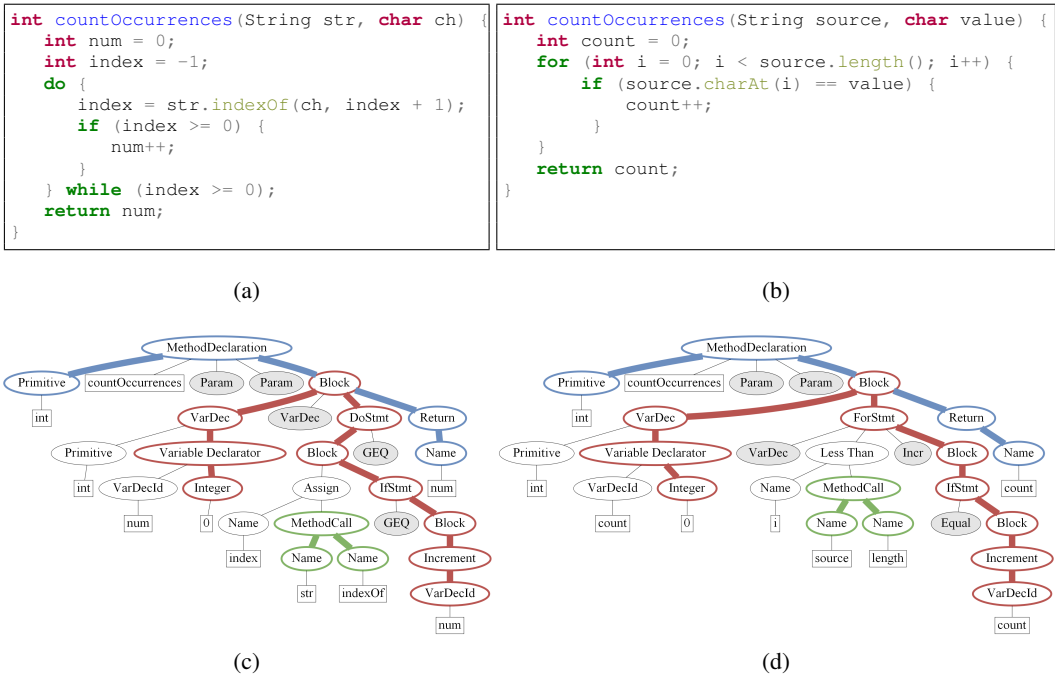 int countOccurrences(String str, char ch) {
int num = 0;
int index = -1;
do {
index = str.indexOf(ch, index + 1);
if (index >= 0) {
num++;
}
} while (index >= 0);
return num;
}
int countOccurrences(String source, char value) {
int count = 0;
for (int i = 0; i < source.length(); i++) {
if (source.charAt(i) == value) {
count++;
}
}
return count;
}
(a)
(b)
MethodDeclaration
Primitive countOccurrences Param Param Block
int VarDec VarDec DoStmt Return
Primitive Variable Declarator Block GEQ Name
int VarDecId Integer Assign IfStmt num
num 0 Name MethodCall GEQ Block
index Name Name Increment
str indexOf VarDecId
num
MethodDeclaration
Primitive countOccurrences Param Param Block
int VarDec ForStmt Return
Primitive Variable Declarator VarDec Less Than Incr Block Name
int VarDecId Integer Name MethodCall IfStmt count
count 0 i Name Name Equal Block
source length Increment
VarDecId
count
(c)
(d)